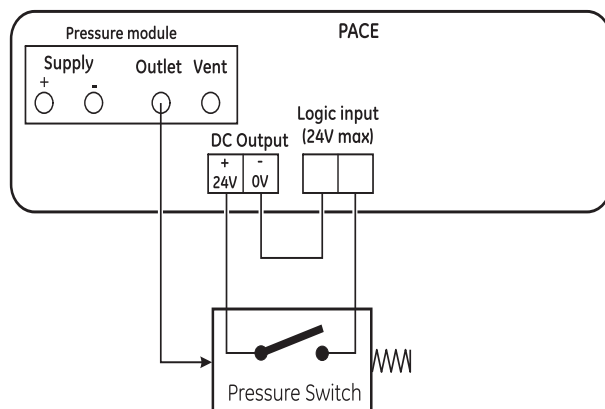 PACE
Pressure module
Supply
Outlet
Vent
+
-
Logic input
(24V max)
DC Output
+
-
24V
0V
Pressure Switch